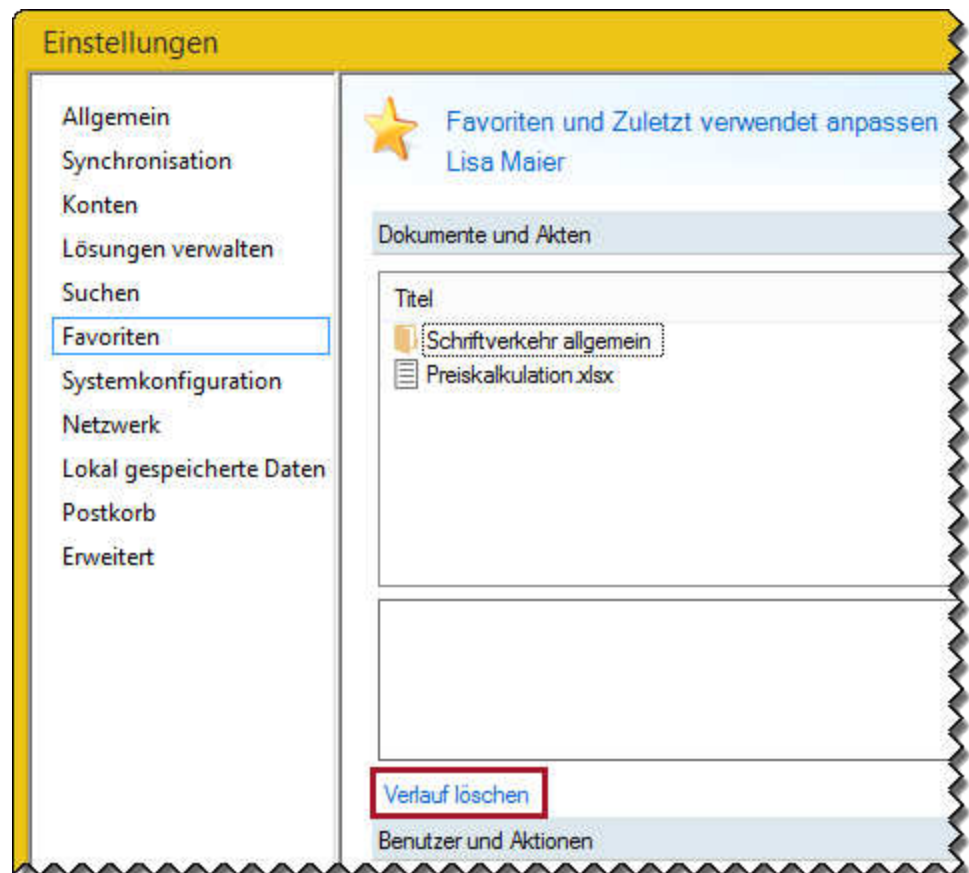 Einstellungen
Allgemein
Synchronisation
Konten
Lösungen verwalten
Suchen
Favoriten
Systemkonfiguration
Netzwerk
Lokal gespeicherte Daten
Postkorb
Erweitert
Favoriten und Zuletzt verwendet anpassen
Lisa Maier
Dokumente und Akten
Titel
Schriftverkehr allgemein
Preiskalkulation.xlsx
Verlauf löschen
Benutzer und Aktionen